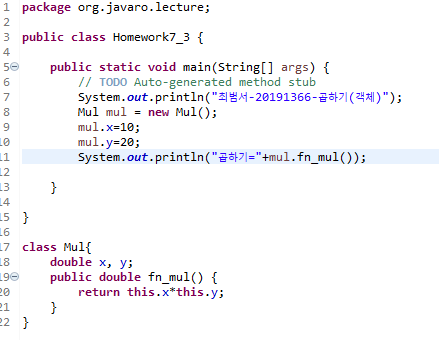 1 package org.javaro.lecture;
2
3 public class Homework7_3 {
4
5 public static void main(String[] args) {
6 // TODO Auto-generated method stub
7 System.out.println("최범서-20191366-곱하기(객체)");
8 Mul mul = new Mul();
9 mul.x=10;
10 mul.y=20;
11 System.out.println("곱하기="+mul.fn_mul());
12
13 }
14
15 }
16
17 class Mul{
18 double x, y;
19 public double fn_mul() {
20 return this.x*this.y;
21 }
22 }